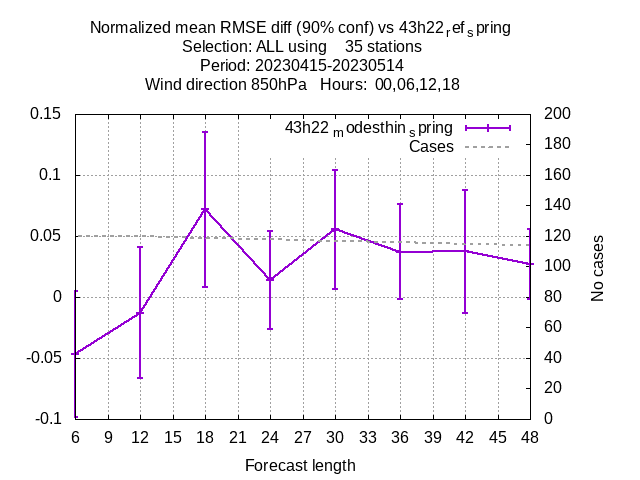 Normalized mean RMSE diff (90% conf) vs 43h22refspring
Selection: ALL using    35 stations
Period: 20230415-20230514
Wind direction 850hPa   Hours:  00,06,12,18
0.15 200
43h22 modesthinspring
180
Cases
0.1 160
140
0.05 120
100
No cases
0 80
60
-0.05 40
20
-0.1 0
6 9 12 15 18 21 24 27 30 33 36 39 42 45 48
Forecast length